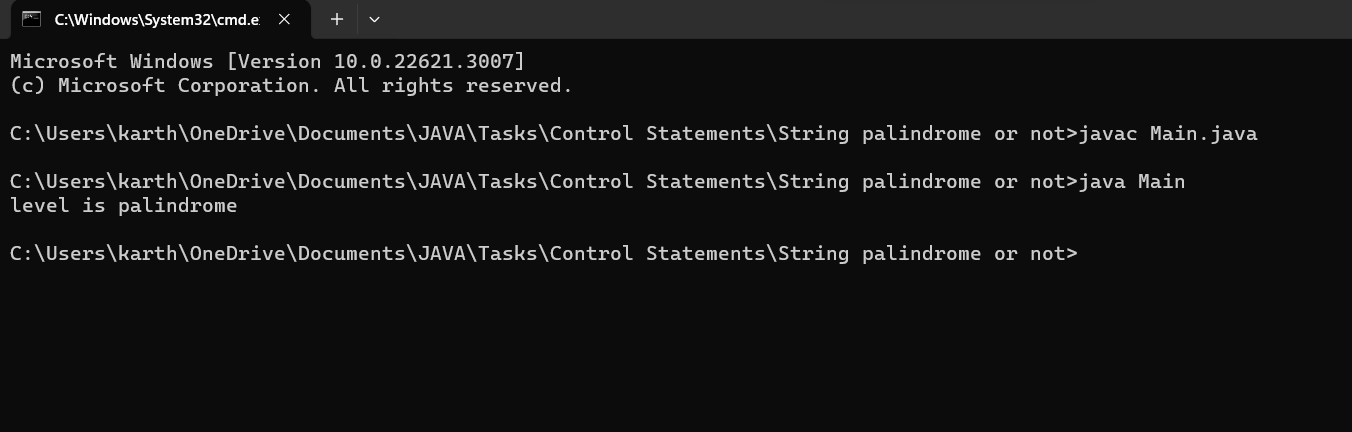 C:\Windows\System32\cmd.e
Microsoft Windows [Version 10.0.22621.3007]
(c) Microsoft Corporation. All rights reserved.
C:\Users\karth\OneDrive\Documents\JAVA\Tasks\Control Statements\String palindrome or not>javac Main.java
C:\Users\karth\OneDrive\Documents\JAVA\Tasks\Control Statements\String palindrome or not>java Main
level is palindrome
C:\Users\karth\OneDrive\Documents\JAVA\Tasks\Control Statements\String palindrome or not>